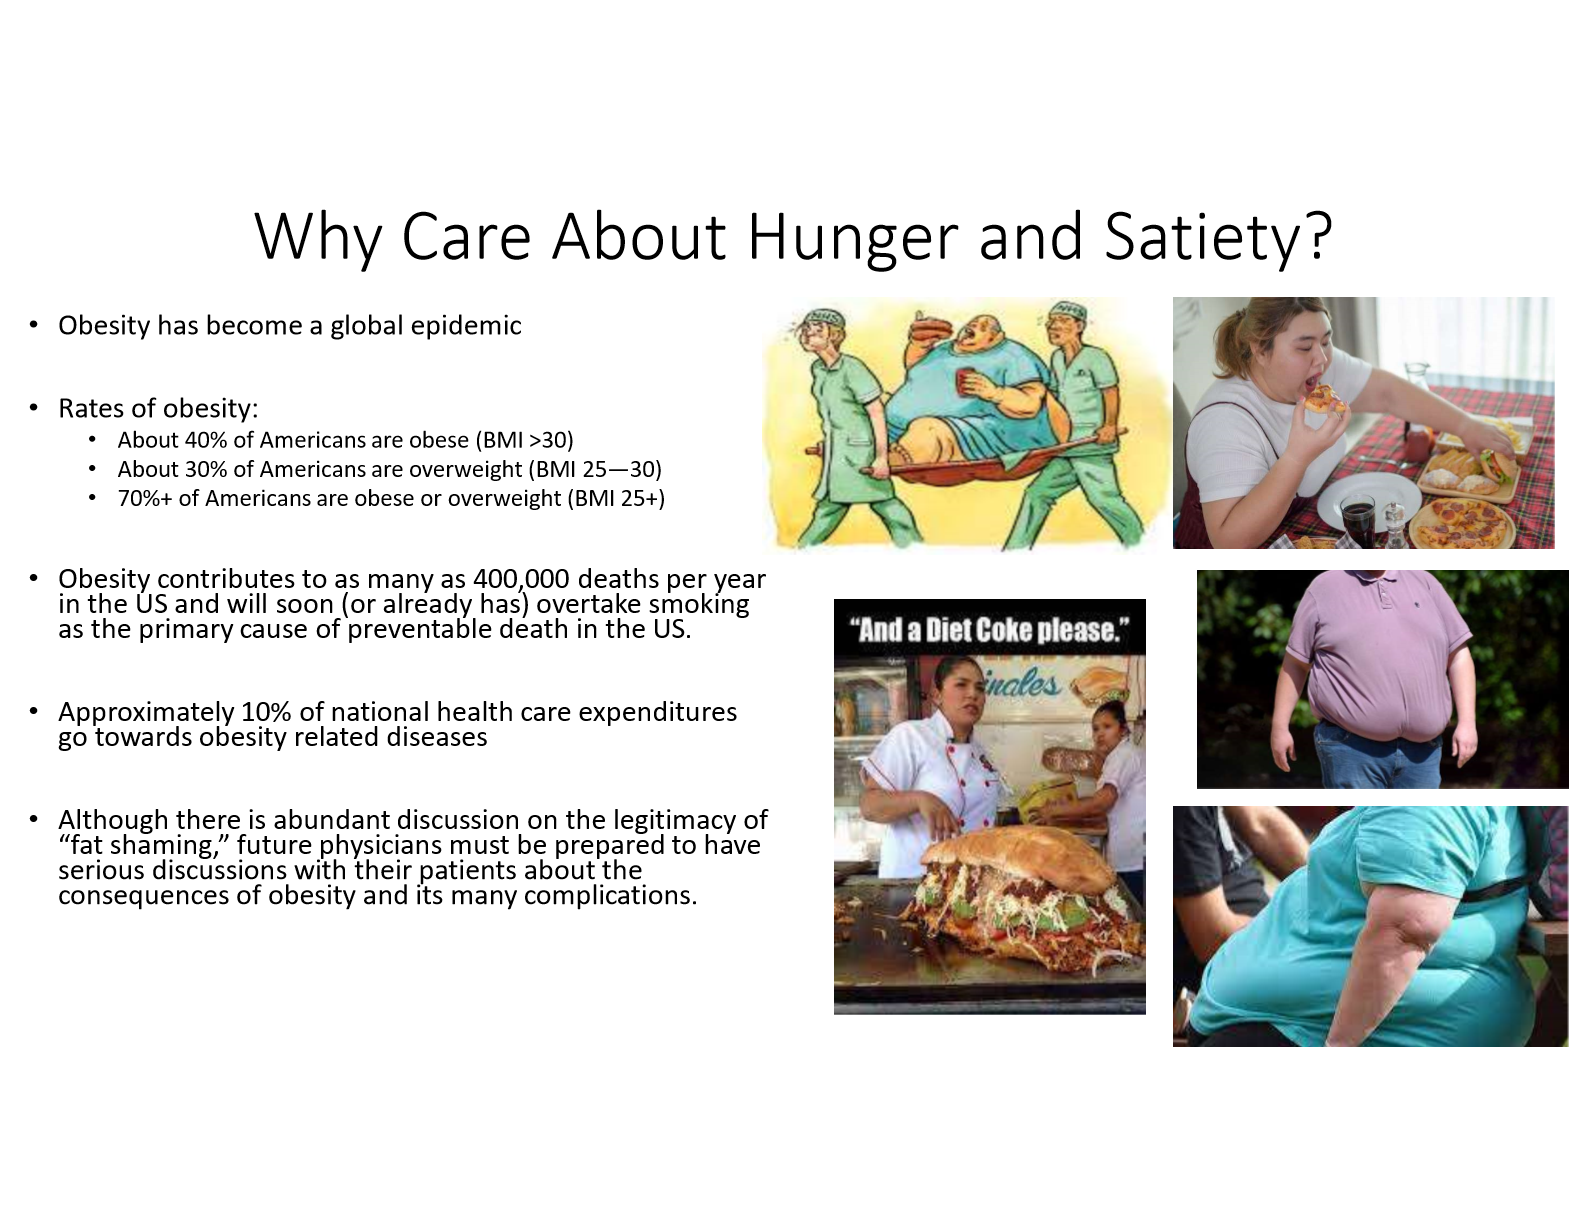 Why Care About Hunger and Satiety?
• Obesity has become a global epidemic
• Rates of obesity:
• About 40% of Americans are obese (BMI >30)
• About 30% of Americans are overweight (BMI 25—30)
• 70%+ of Americans are obese or overweight (BMI 25+)
• Obesity contributes to as many as 400,000 deaths per year
in the US and will soon (or already has) overtake smoking
as the primary cause of preventable death in the US.
• Approximately 10% of national health care expenditures
go towards obesity related diseases
• Although there is abundant discussion on the legitimacy of
“fat shaming,” future physicians must be prepared to have
serious discussions with their patients about the
consequences of obesity and its many complications.
NHS
NHS
“And a Diet Coke please.”
inales